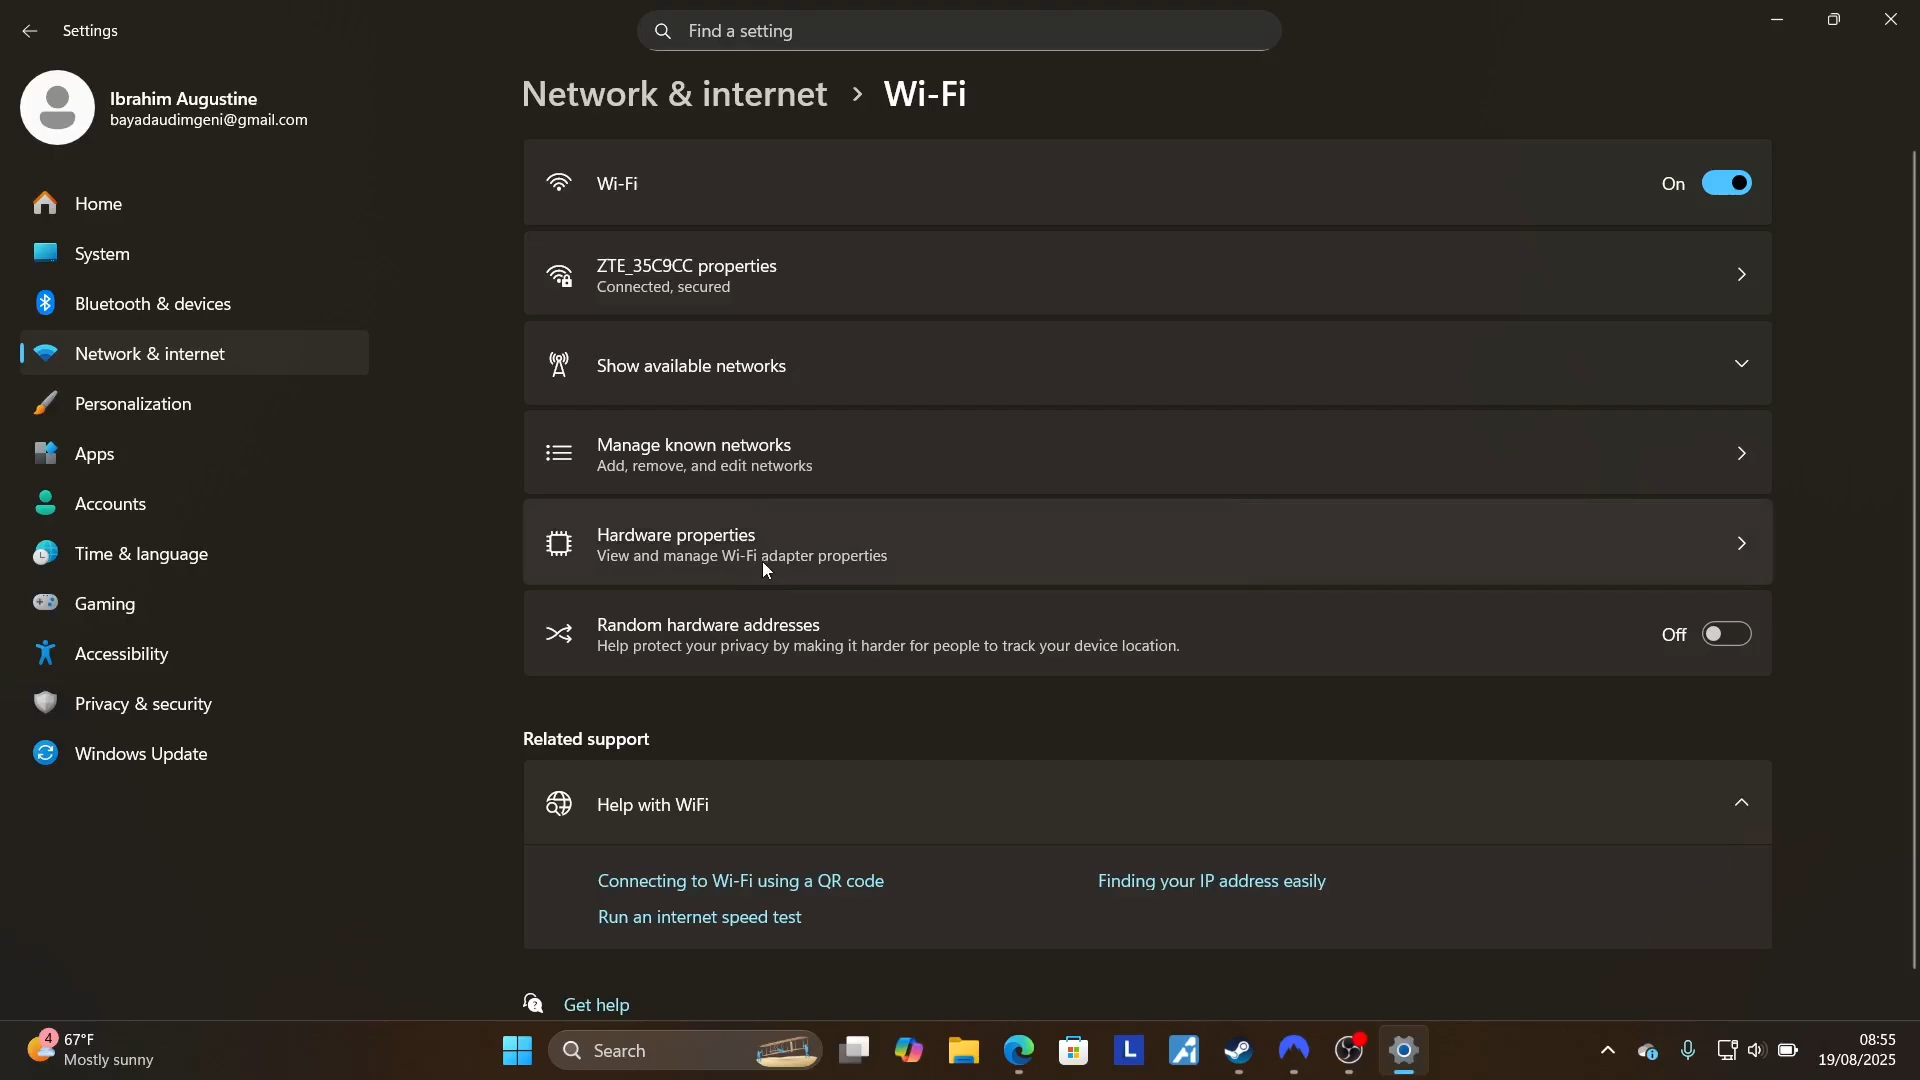 Settings
Find a setting
Ibrahim Augustine
bayadaudimgeni@gmail.com
Home
System
Bluetooth & devices
Network & internet
Personalization
Apps
Accounts
Time & language
Gaming
Accessibility
Privacy & security
Windows Update
Network & internet > Wi-Fi
Wi-Fi
On
ZTE_35C9CC properties
Connected, secured
Show available networks
Manage known networks
Add, remove, and edit networks
Hardware properties
View and manage Wi-Fi adapter properties
Random hardware addresses
Help protect your privacy by making it harder for people to track your device location.
Off
Related support
Help with WiFi
Connecting to Wi-Fi using a QR code
Finding your IP address easily
Run an internet speed test
Get help
4
67°F
Mostly sunny
Search
L
08:55
19/08/2025